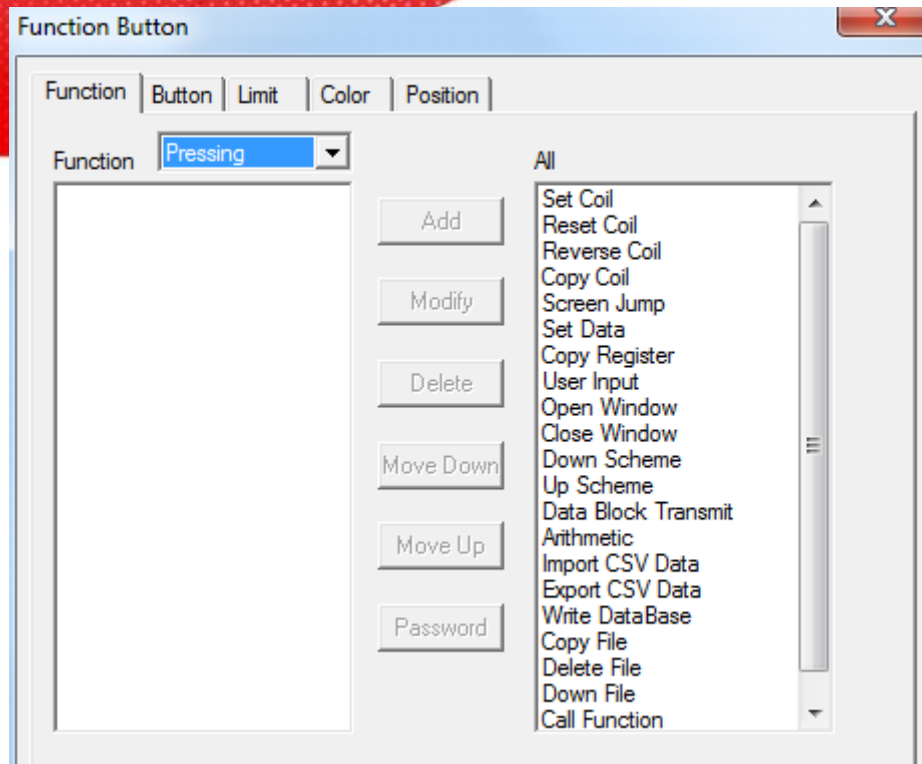 Function Button
X
Function Button Limit Color Position
Function Pressing
All
Add
Modify
Delete
Move Down
Move Up
Password
Set Coil
Reset Coil
Reverse Coil
Copy Coil
Screen Jump
Set Data
Copy Register
User Input
Open Window
Close Window
Down Scheme
Up Scheme
Data Block Transmit
Arithmetic
Import CSV Data
Export CSV Data
Write DataBase
Copy File
Delete File
Down File
Call Function